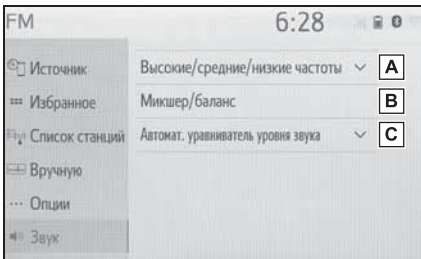 FM 6:28
Источник
Избранное
Список станций
Вручную
··· Опции
Звук
Высокие/средние/низкие частоты A
Микшер/баланс B
Автомат. уравниватель уровня звука C